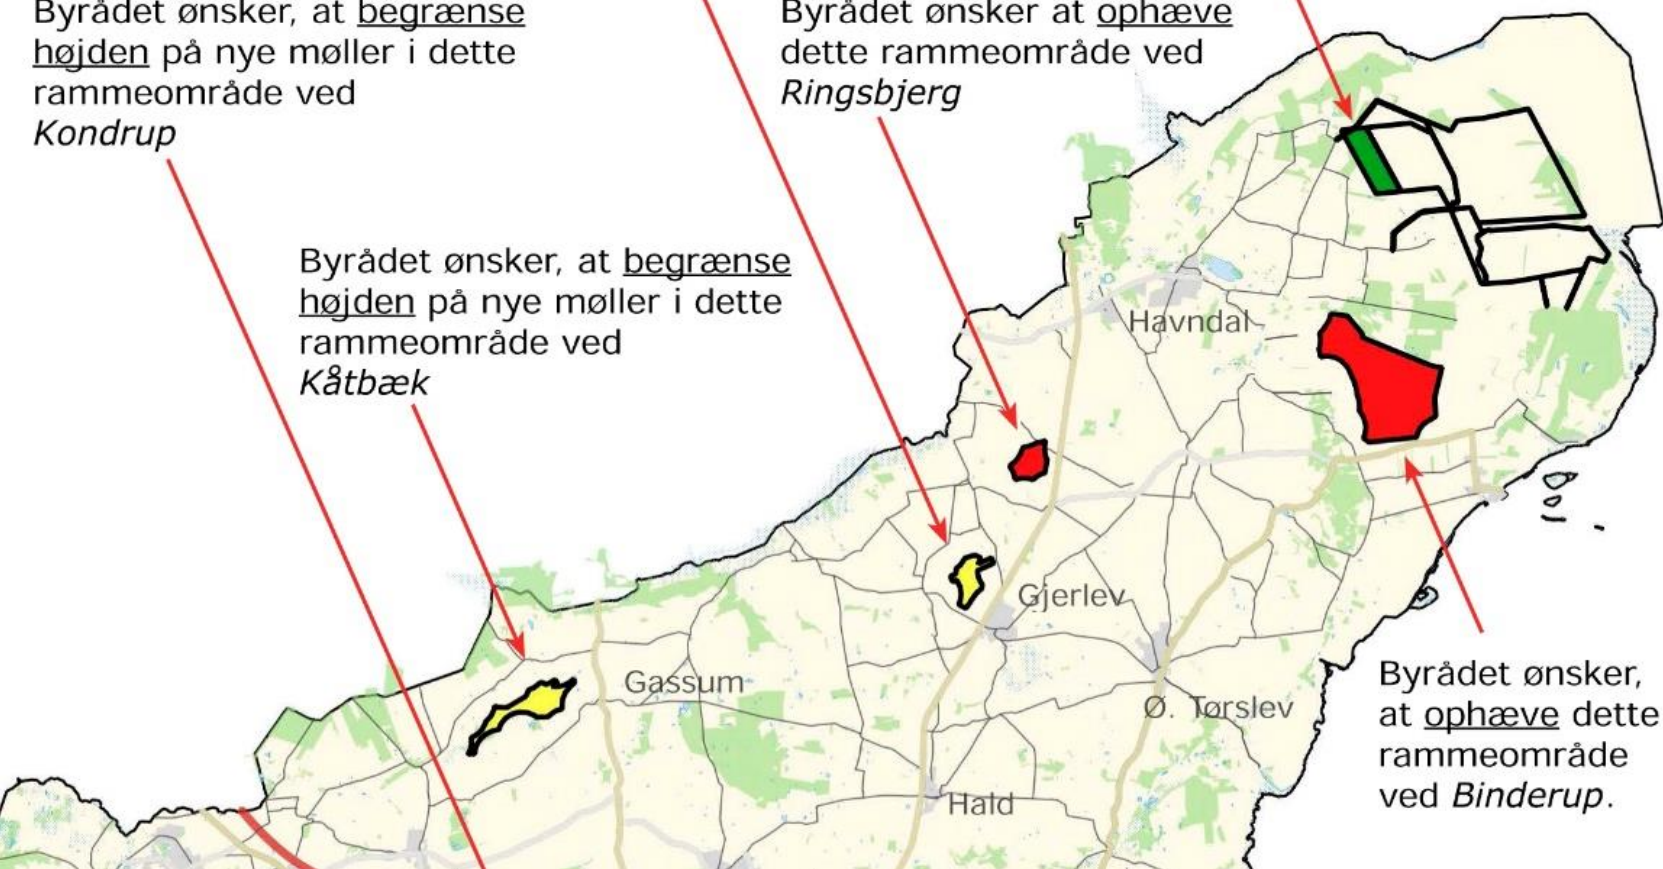 Byrådet ønsker, at begrænse
højden på nye møller i dette
rammeområde ved
Kondrup
Byrådet ønsker at ophæve
dette rammeområde ved
Ringsbjerg
Byrådet ønsker, at begrænse
højden på nye møller i dette
rammeområde ved
Kåtbæk
Havndal
Gjerlev
Gassum
Ø. Tørslev
Hald
Byrådet ønsker,
at ophæve dette
rammeområde
ved Binderup.